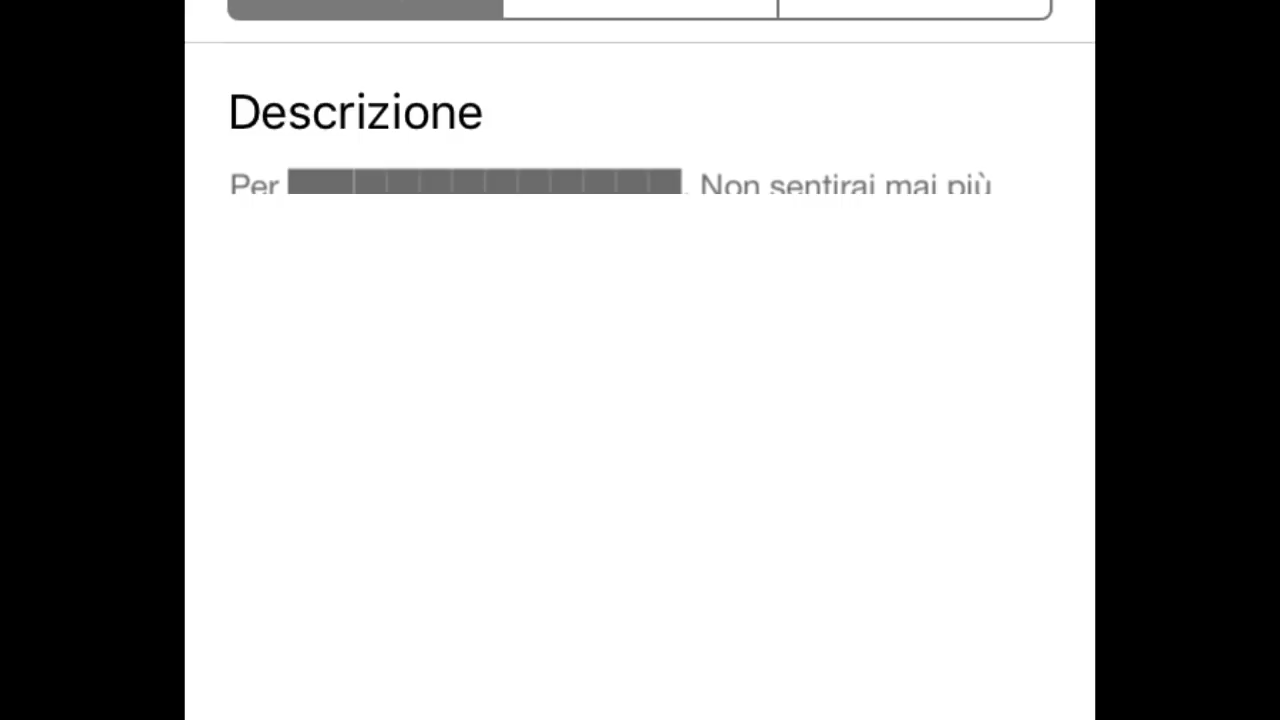 Descrizione
Per ████████████. Non sentirai mai più